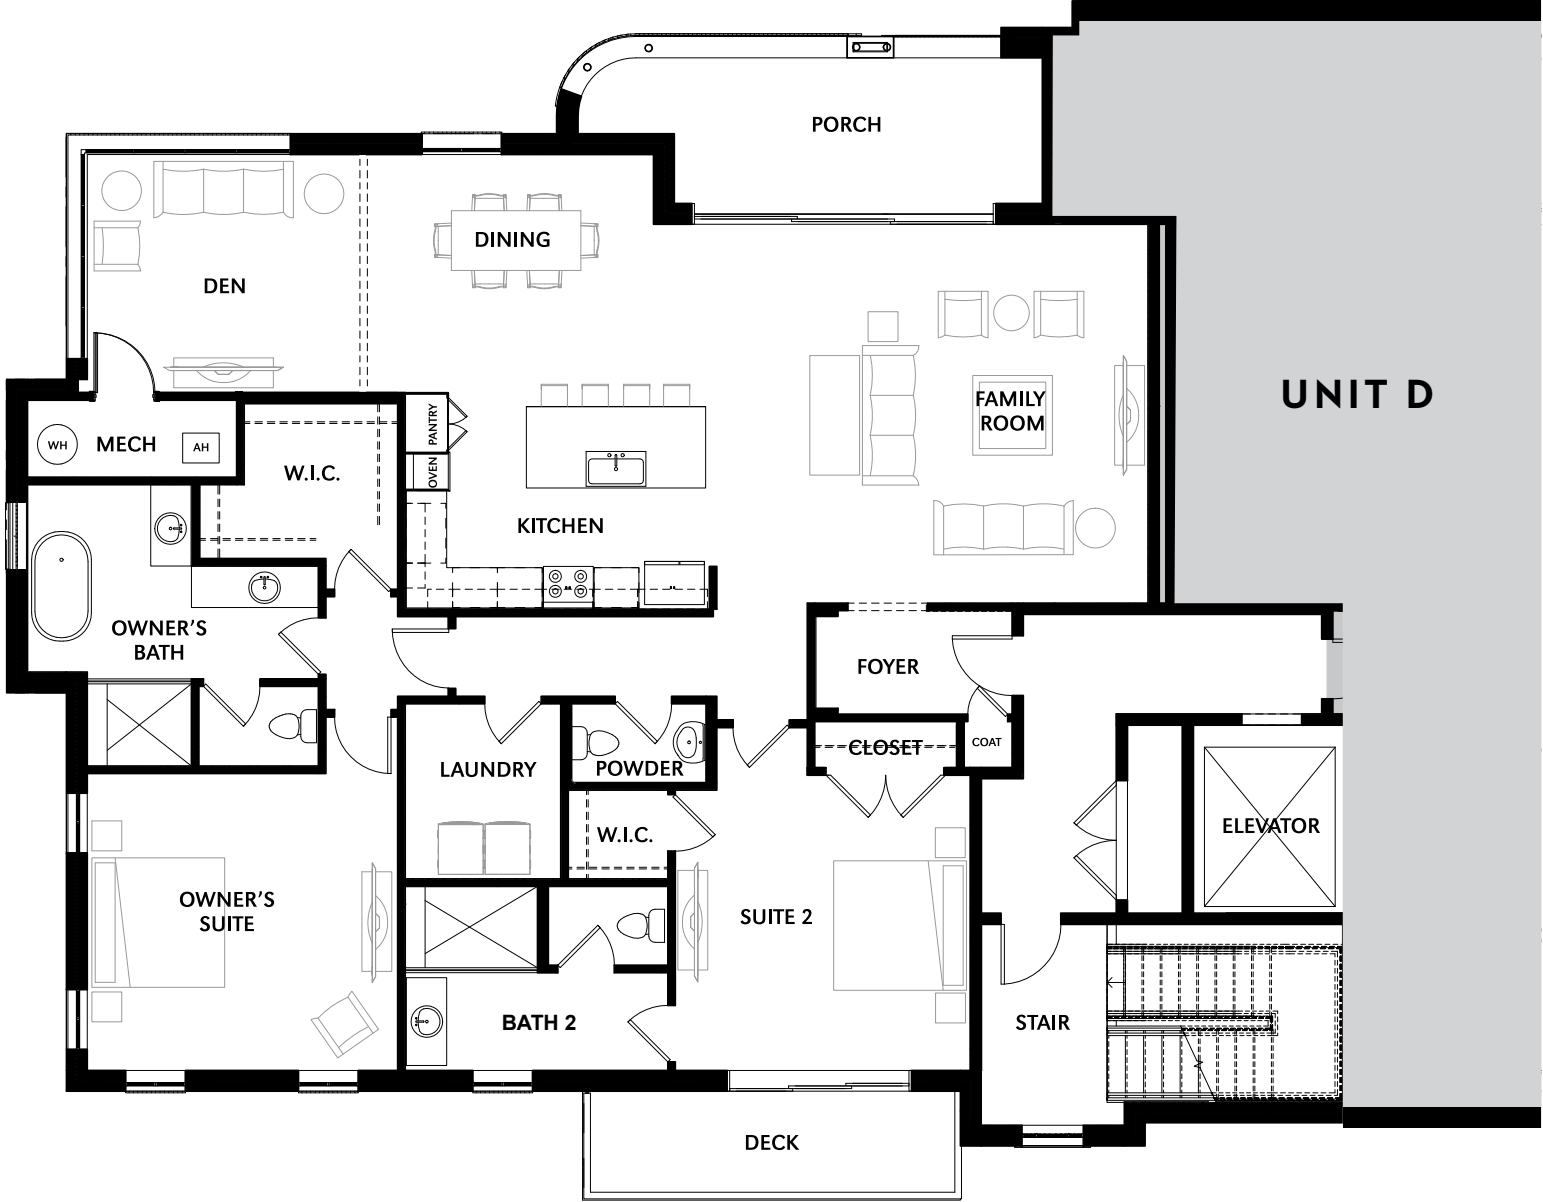 PORCH
DINING
DEN
UNIT D
FAMILY
ROOM
PANTRY
WH
MECH
AH
W.I.C.
OVEN
KITCHEN
OWNER'S
BATH
FOYER
COAT
CLOSET
LAUNDRY
POWDER
W.I.C.
ELEVATOR
OWNER'S
SUITE
SUITE 2
BATH 2
STAIR
DECK